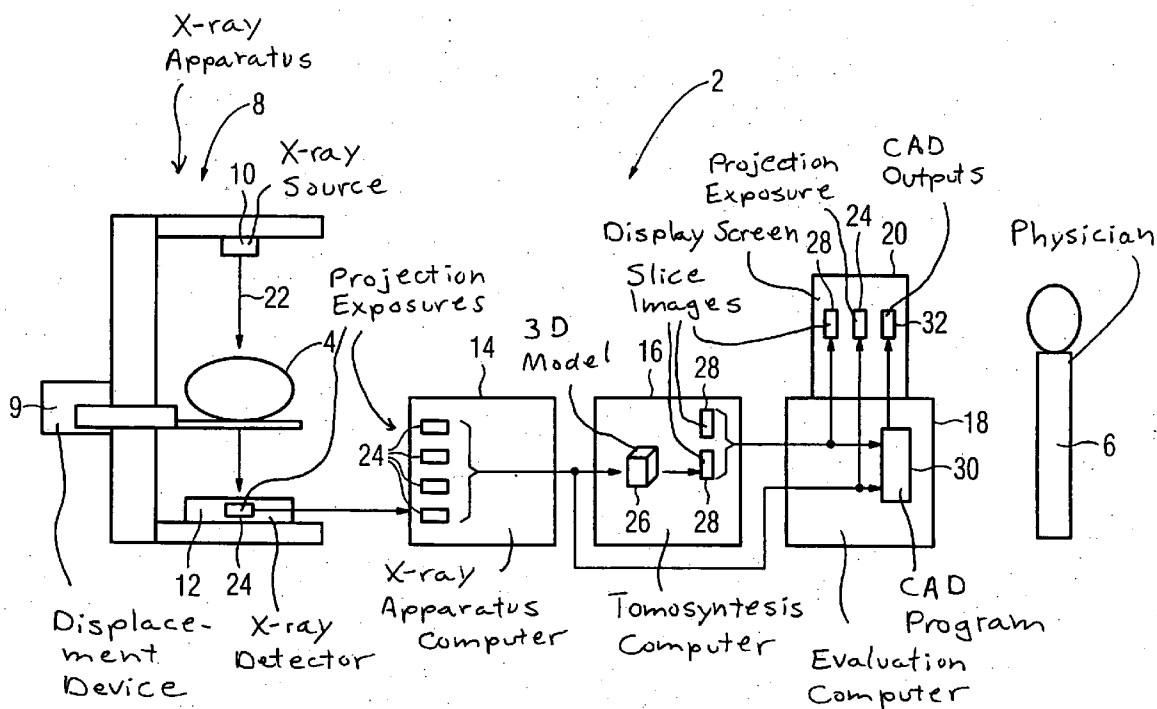 X-ray
Apparatus
8
X-ray
Source
10
22
4
9
12
24
Displace-
ment
Device
X-ray
Detector
Projection
Exposures
14
24
X-ray
Apparatus
Computer
2
3D
Model
16
26
28
28
Slice
Images
Tomosyntesis
Computer
Display Screen
Projection
Exposure
CAD
Outputs
28
24
20
32
18
30
CAD
Program
Evaluation
Computer
Physician
6